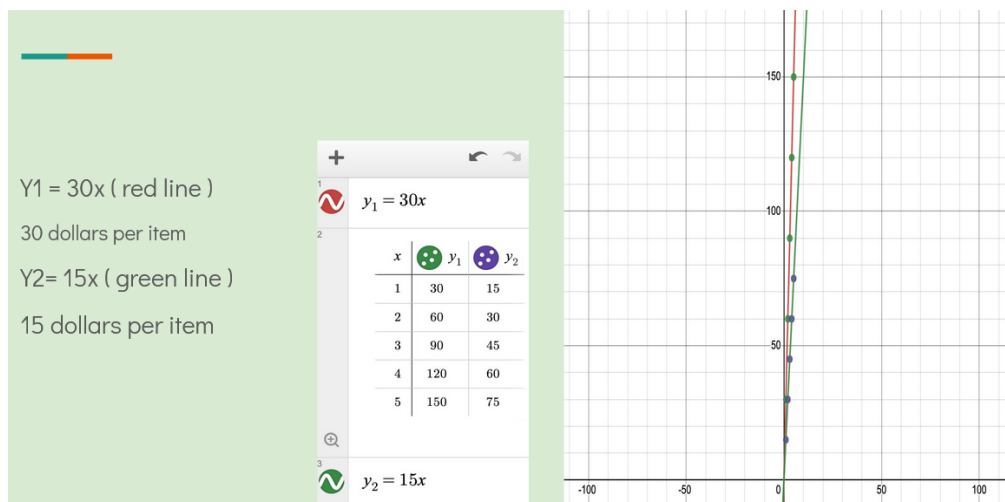 Y1 = 30x ( red line )
30 dollars per item
Y2= 15x ( green line )
15 dollars per item
+
1
y₁ = 30x
2
x y₁ y₂
1 30 15
2 60 30
3 90 45
4 120 60
5 150 75
3
y₂ = 15x
150
100
50
-100 -50 0 50 100